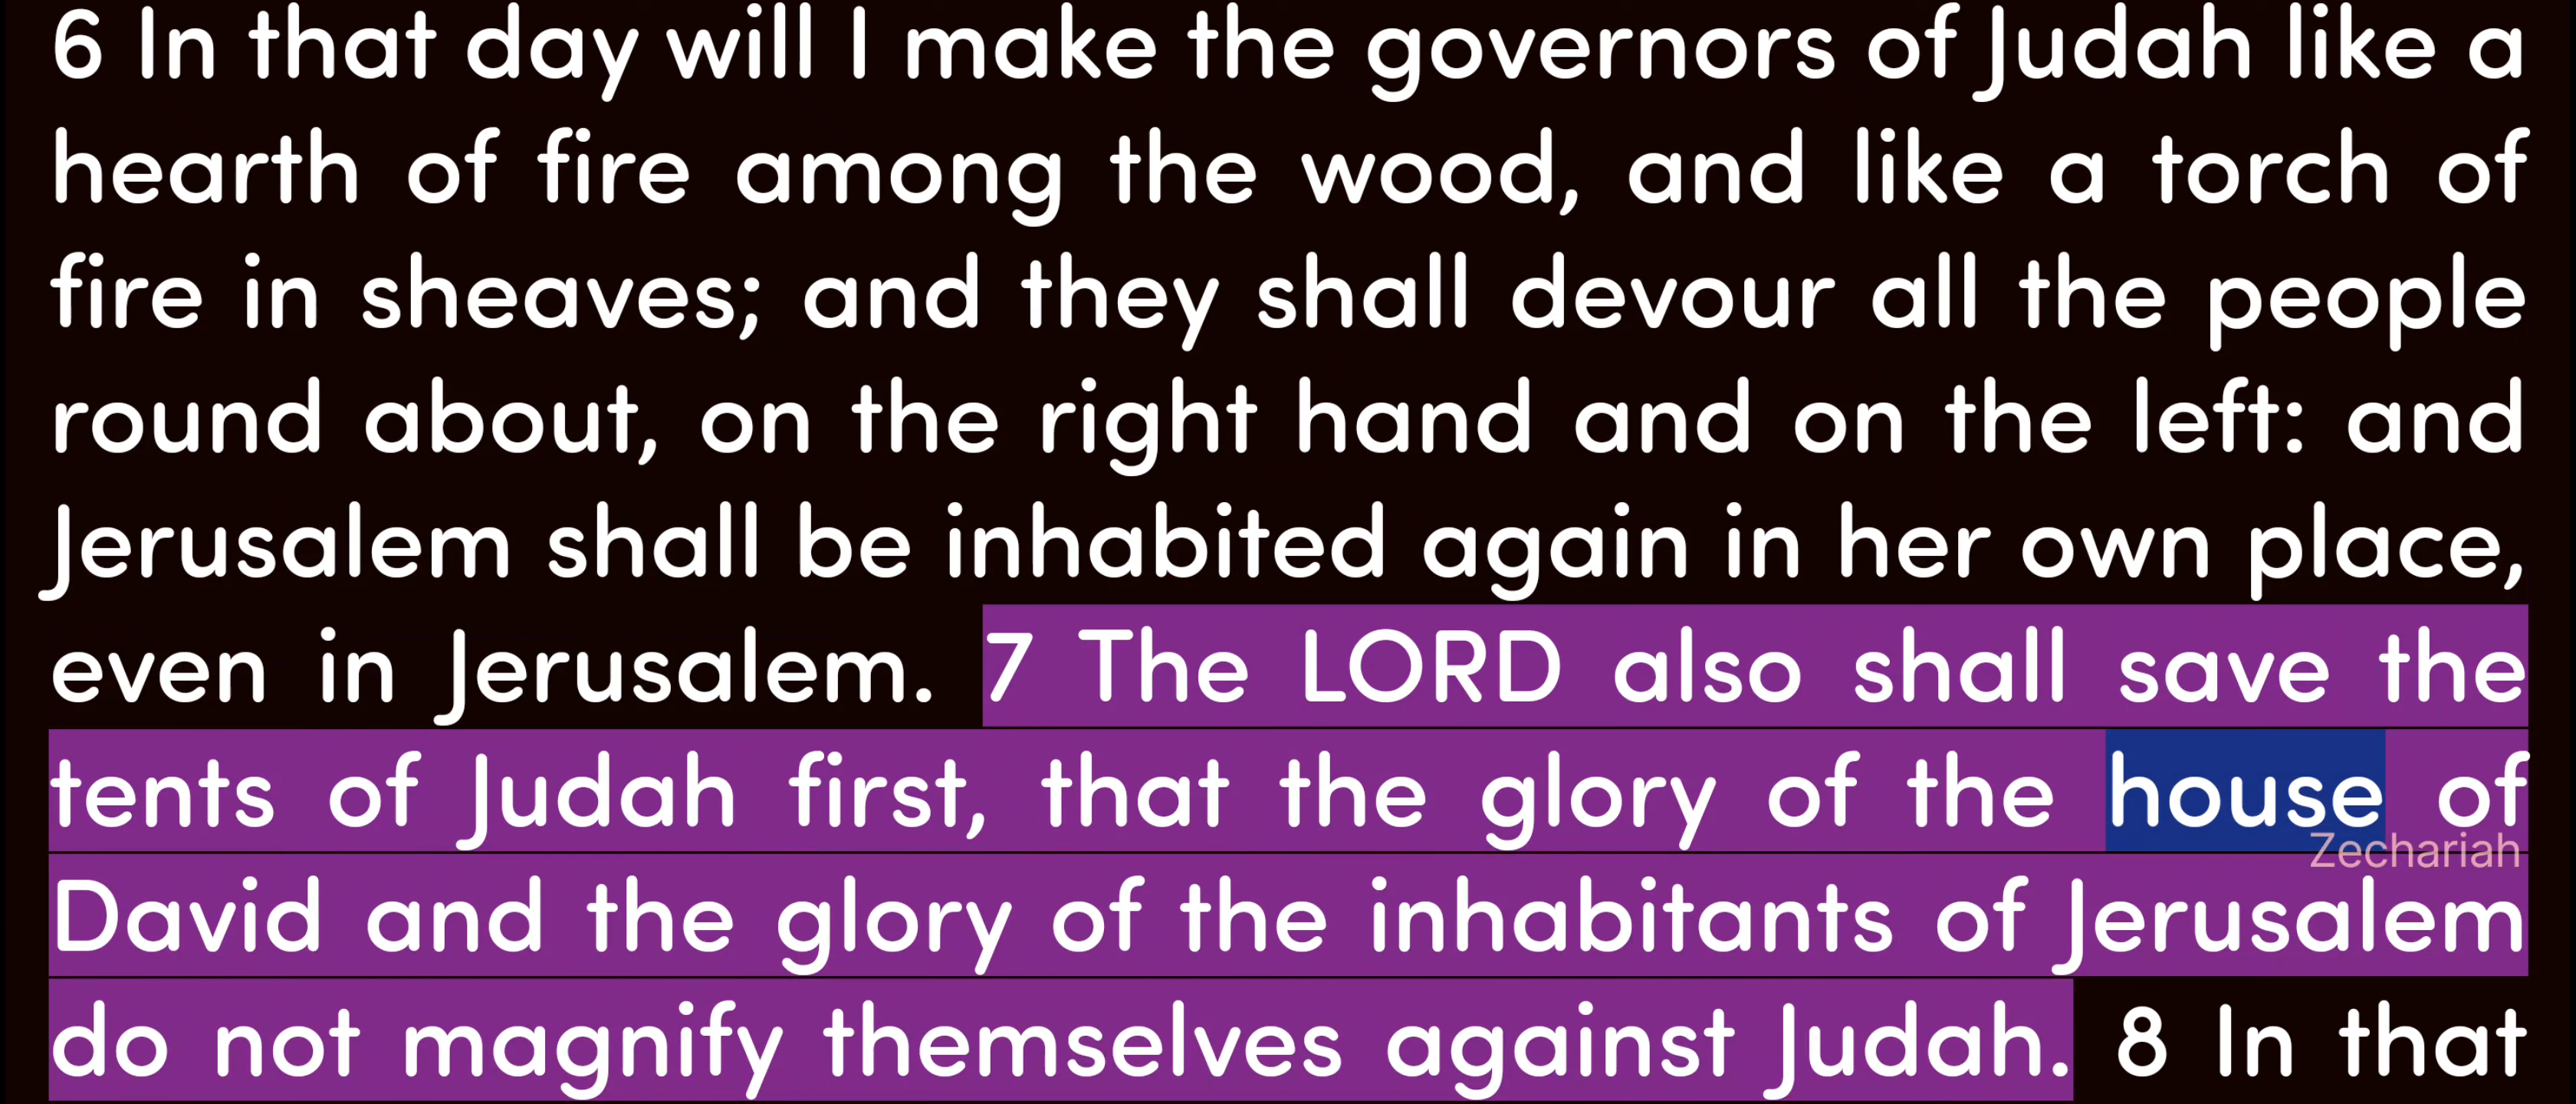 6 In that day will I make the governors of Judah like a
hearth of fire among the wood, and like a torch of
fire in sheaves; and they shall devour all the people
round about, on the right hand and on the left: and
Jerusalem shall be inhabited again in her own place,
even in Jerusalem. 7 The LORD also shall save the
tents of Judah first, that the glory of the house of
Zechariah
David and the glory of the inhabitants of Jerusalem
do not magnify themselves against Judah. 8 In that